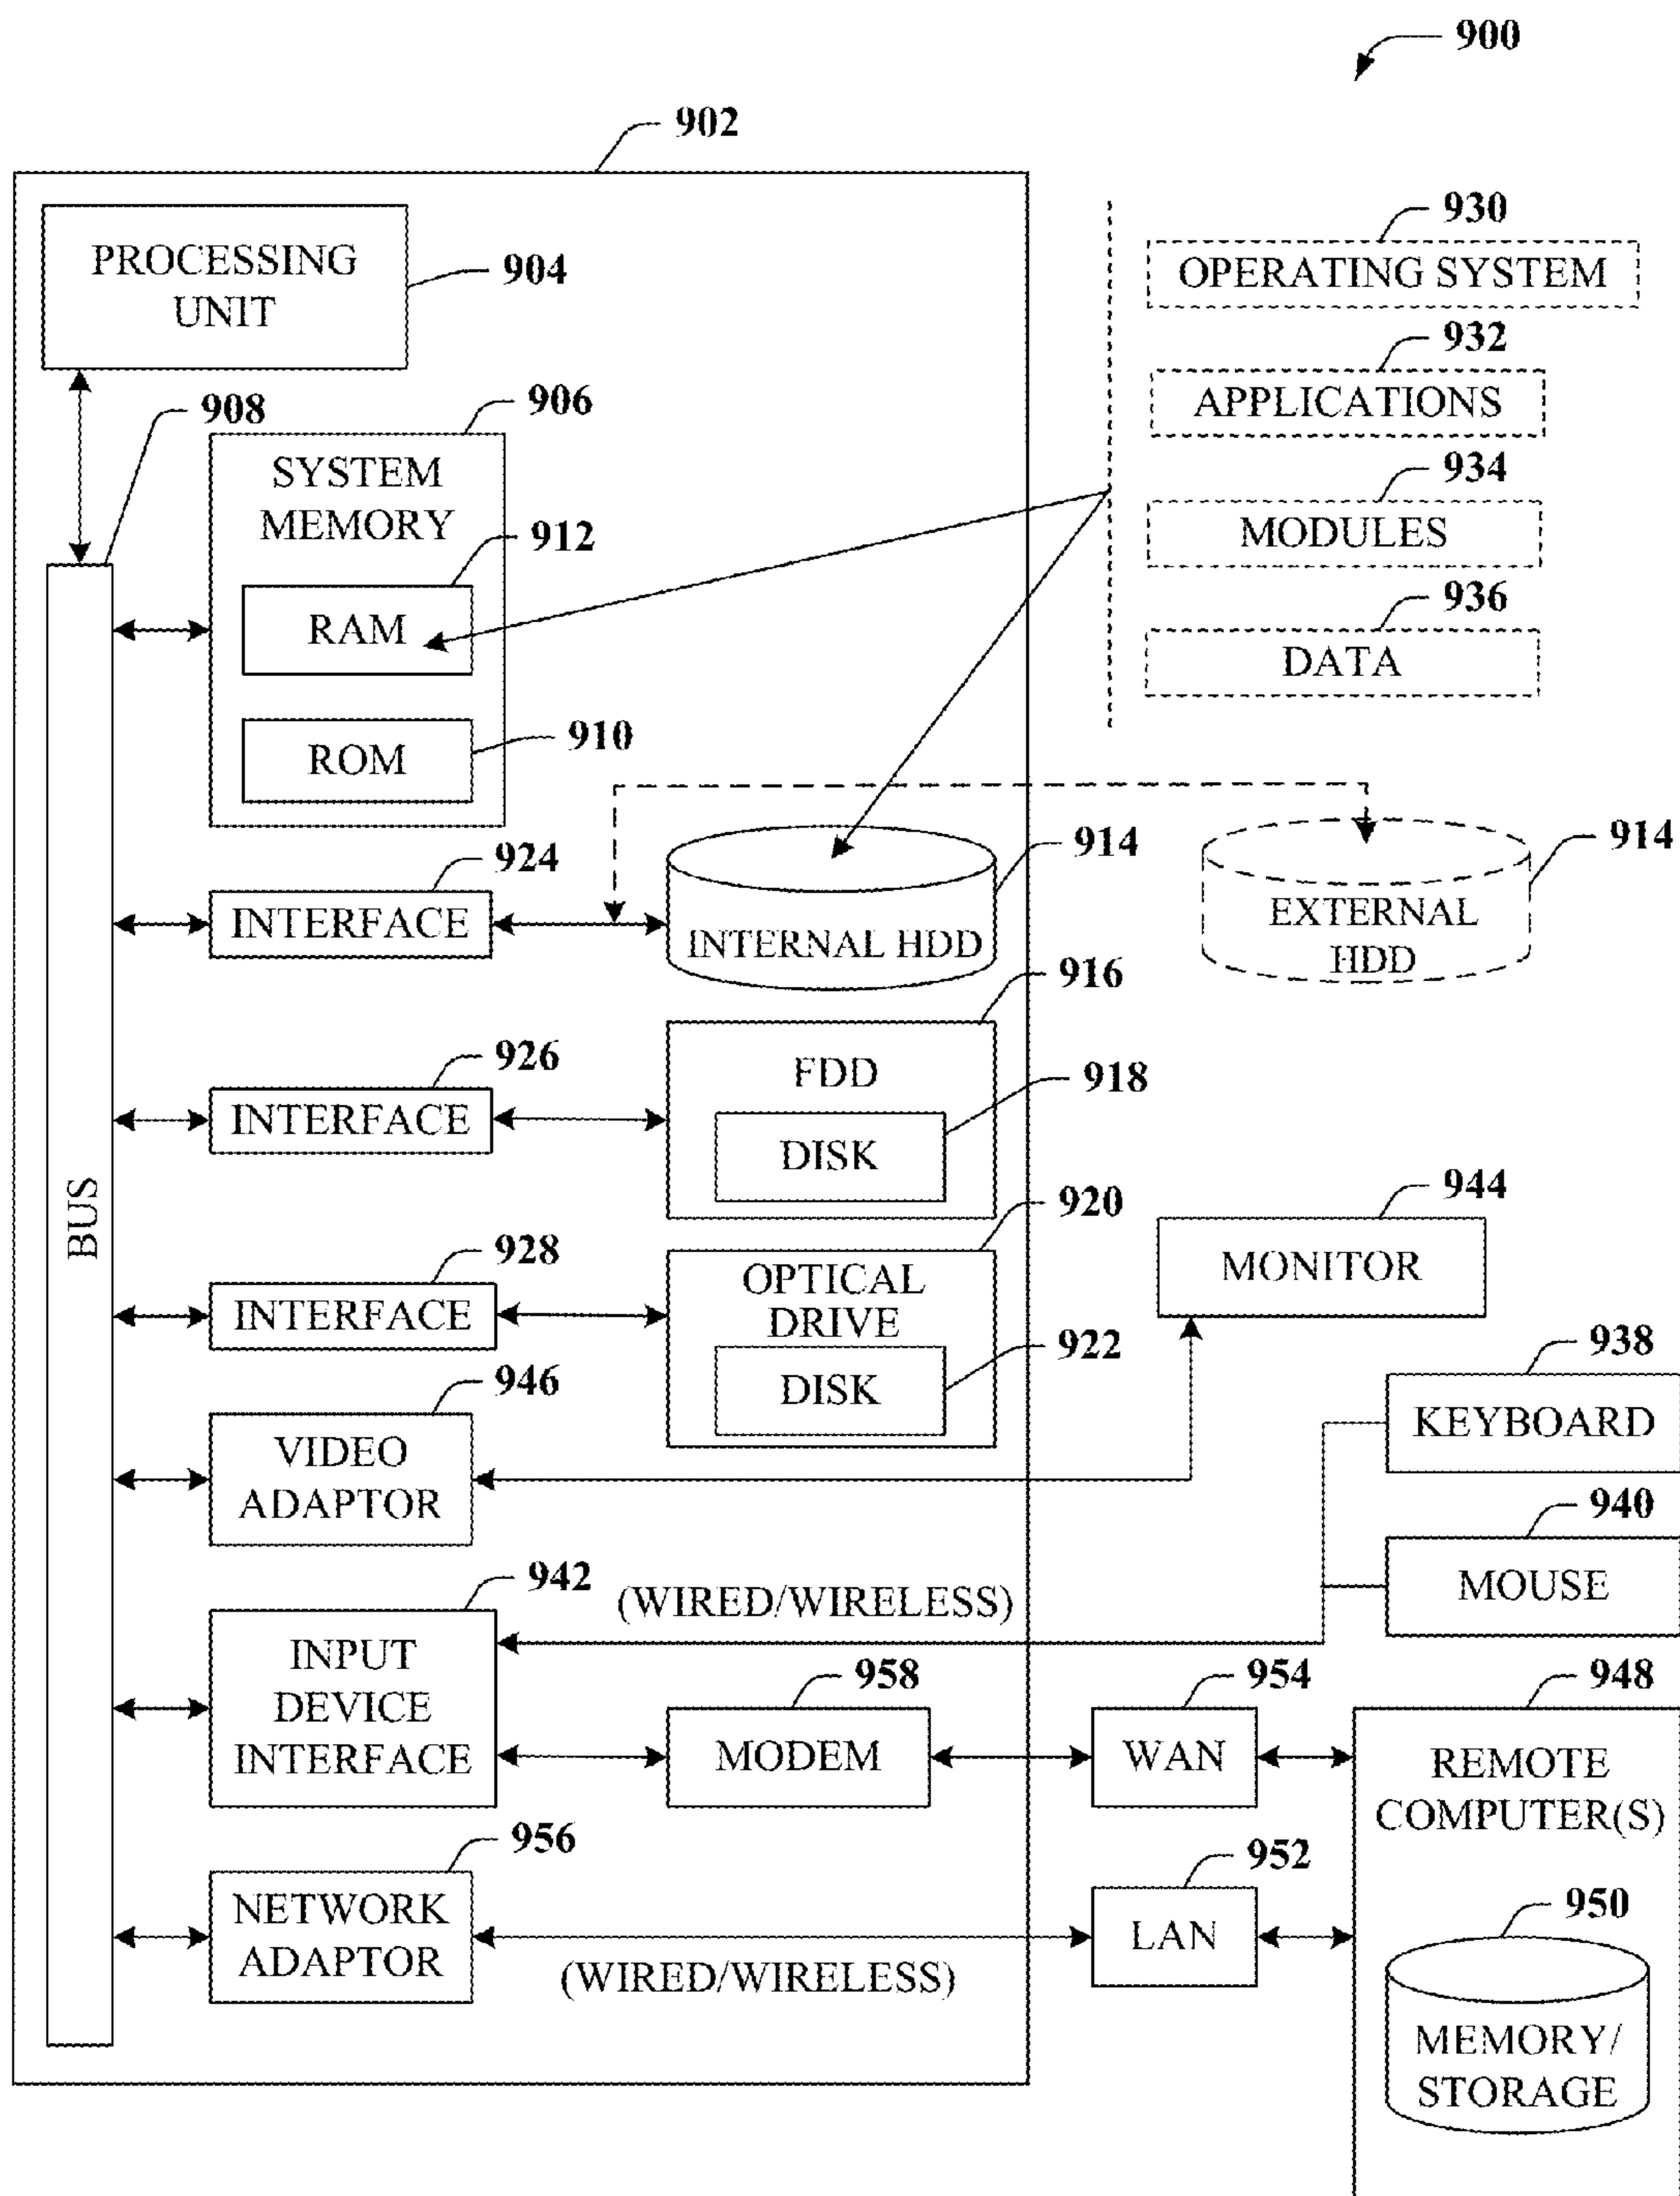 900
902
PROCESSING
UNIT
904
930
OPERATING SYSTEM
932
APPLICATIONS
934
MODULES
936
DATA
908
906
SYSTEM
MEMORY
912
RAM
910
ROM
BUS
924
INTERFACE
914
INTERNAL HDD
914
EXTERNAL
HDD
926
INTERFACE
916
FDD
918
DISK
928
INTERFACE
920
OPTICAL
DRIVE
922
DISK
944
MONITOR
946
VIDEO
ADAPTOR
938
KEYBOARD
940
MOUSE
942
(WIRED/WIRELESS)
INPUT
DEVICE
INTERFACE
958
MODEM
954
WAN
948
REMOTE
COMPUTER(S)
956
NETWORK
ADAPTOR
(WIRED/WIRELESS)
952
LAN
950
MEMORY/
STORAGE